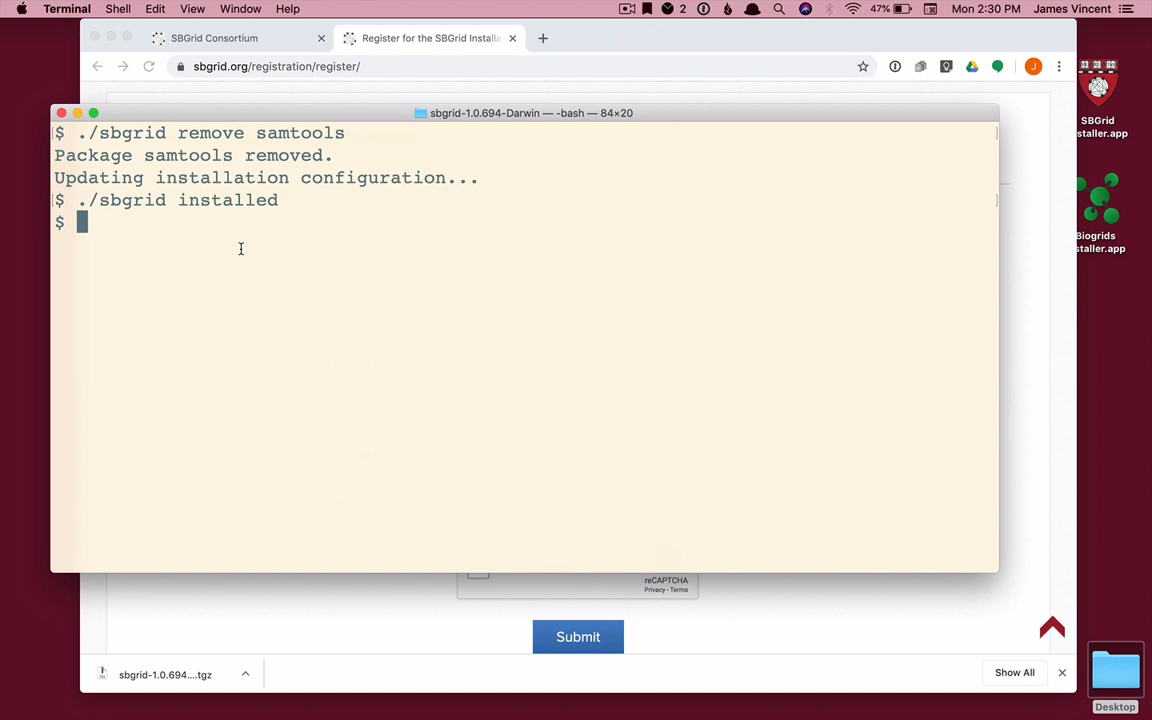 Terminal Shell Edit View Window Help 2 47% Mon 2:30 PM James Vincent
SBGrid Consortium Register for the SBGrid Installa
sbgrid.org/registration/register/ J
sbgrid-1.0.694-Darwin — -bash — 84×20
[$ ./sbgrid remove samtools ]
Package samtools removed.
Updating installation configuration...
[$ ./sbgrid installed ]
$
SBGrid
staller.app
Biogrids
staller.app
reCAPTCHA
Privacy - Terms
Submit
sbgrid-1.0.694....tgz Show All
Desktop